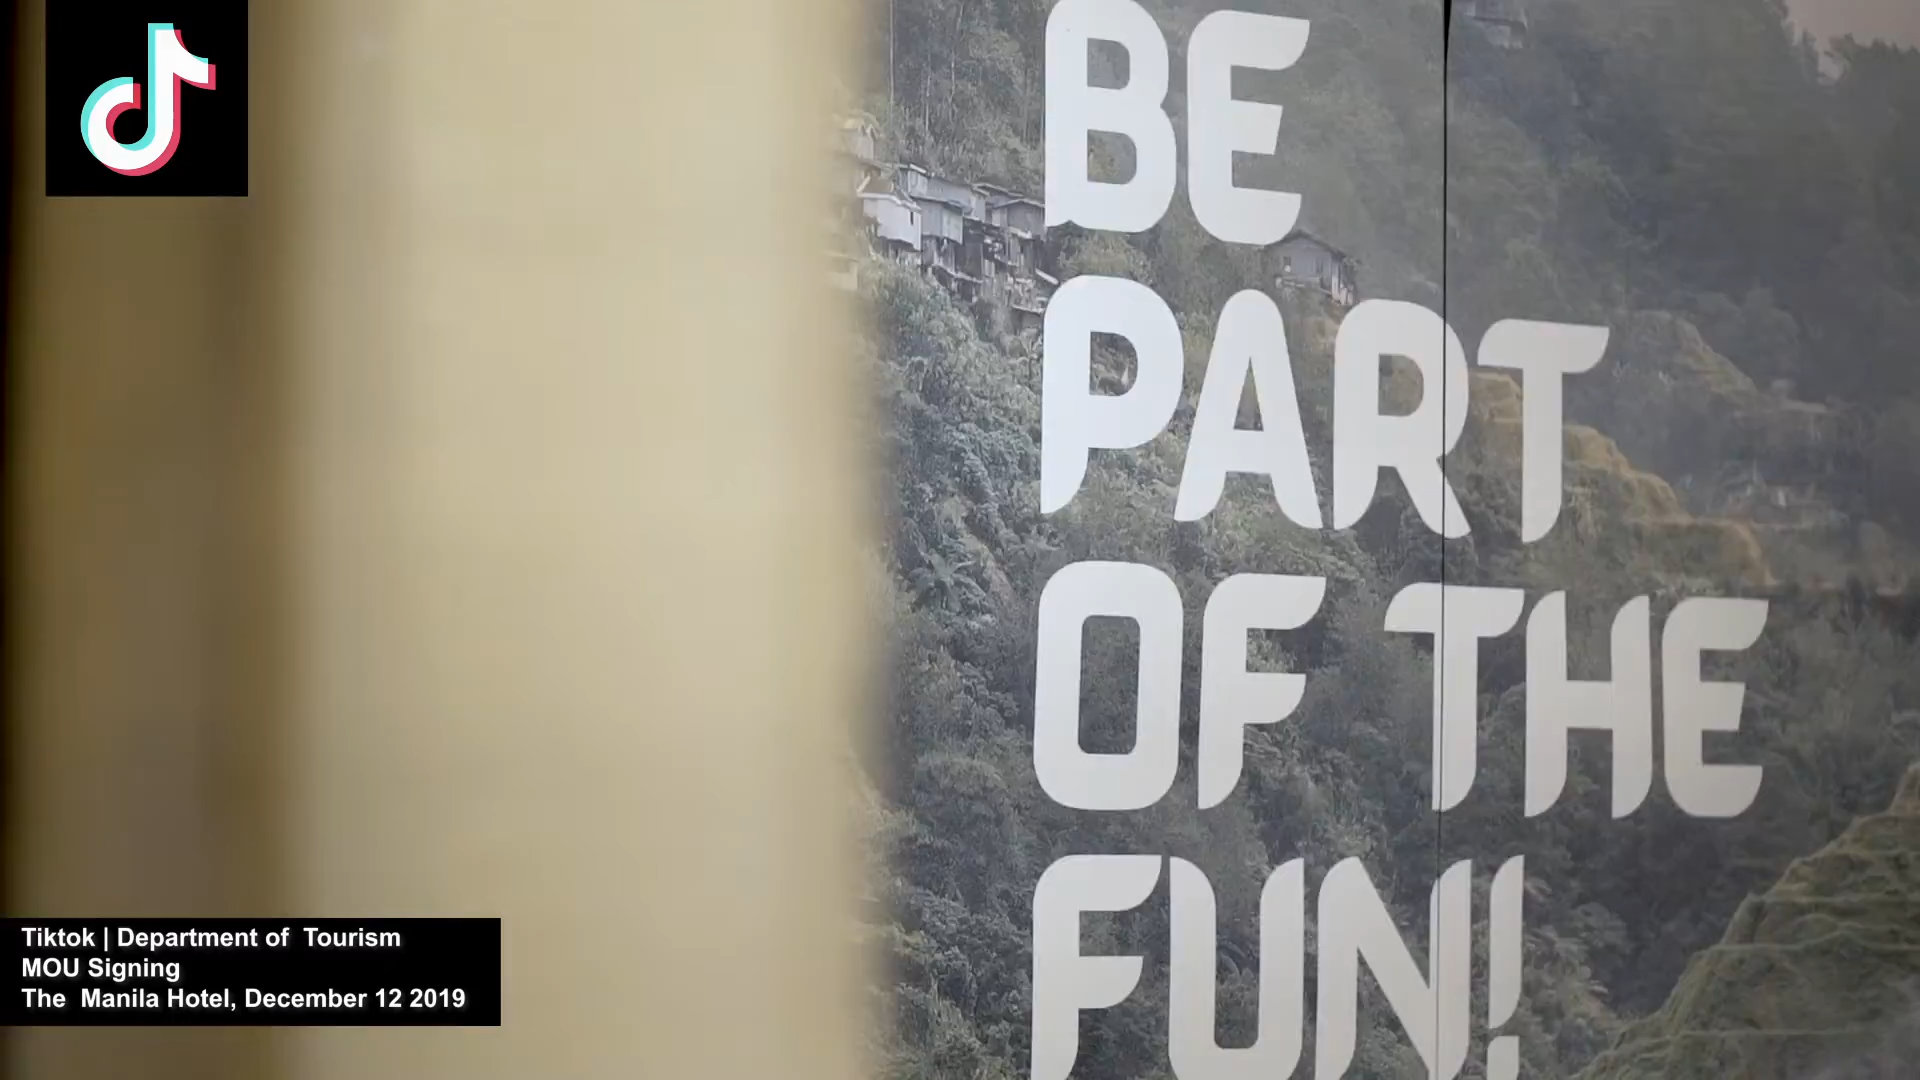 BE
PART
OF THE
FUN!
Tiktok | Department of  Tourism
MOU Signing
The  Manila Hotel, December 12 2019